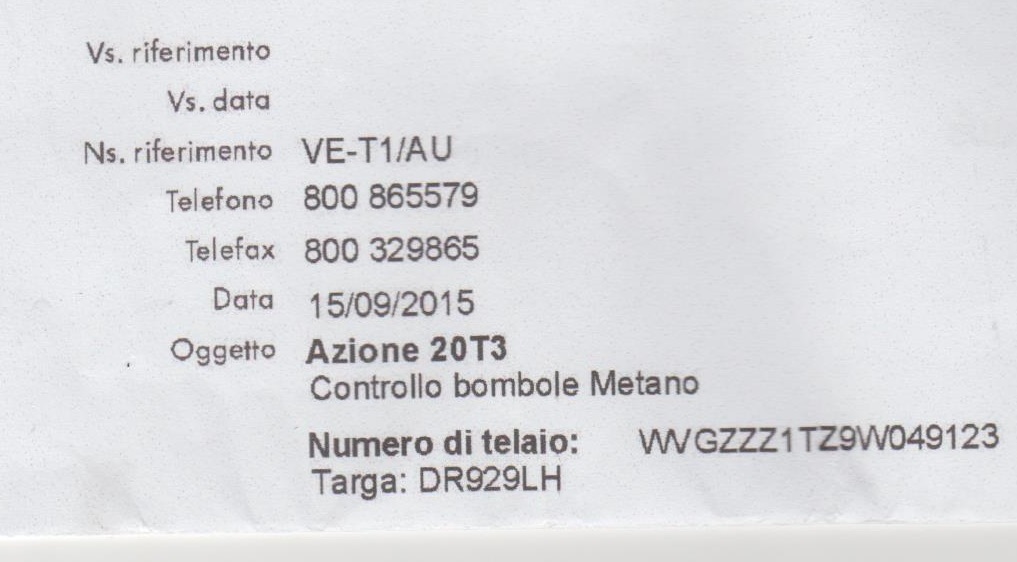 Vs. riferimento
Vs. data
Ns. riferimento VE-T1/AU
Telefono 800 865579
Telefax 800 329865
Data 15/09/2015
Oggetto Azione 20T3
Controllo bombole Metano
Numero di telaio: WVGZZZ1TZ9W049123
Targa: DR929LH